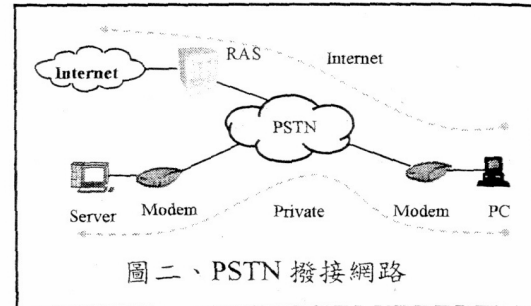 RAS Internet
Internet
PSTN
Server Modem Private Modem PC
圖二、PSTN 撥接網路